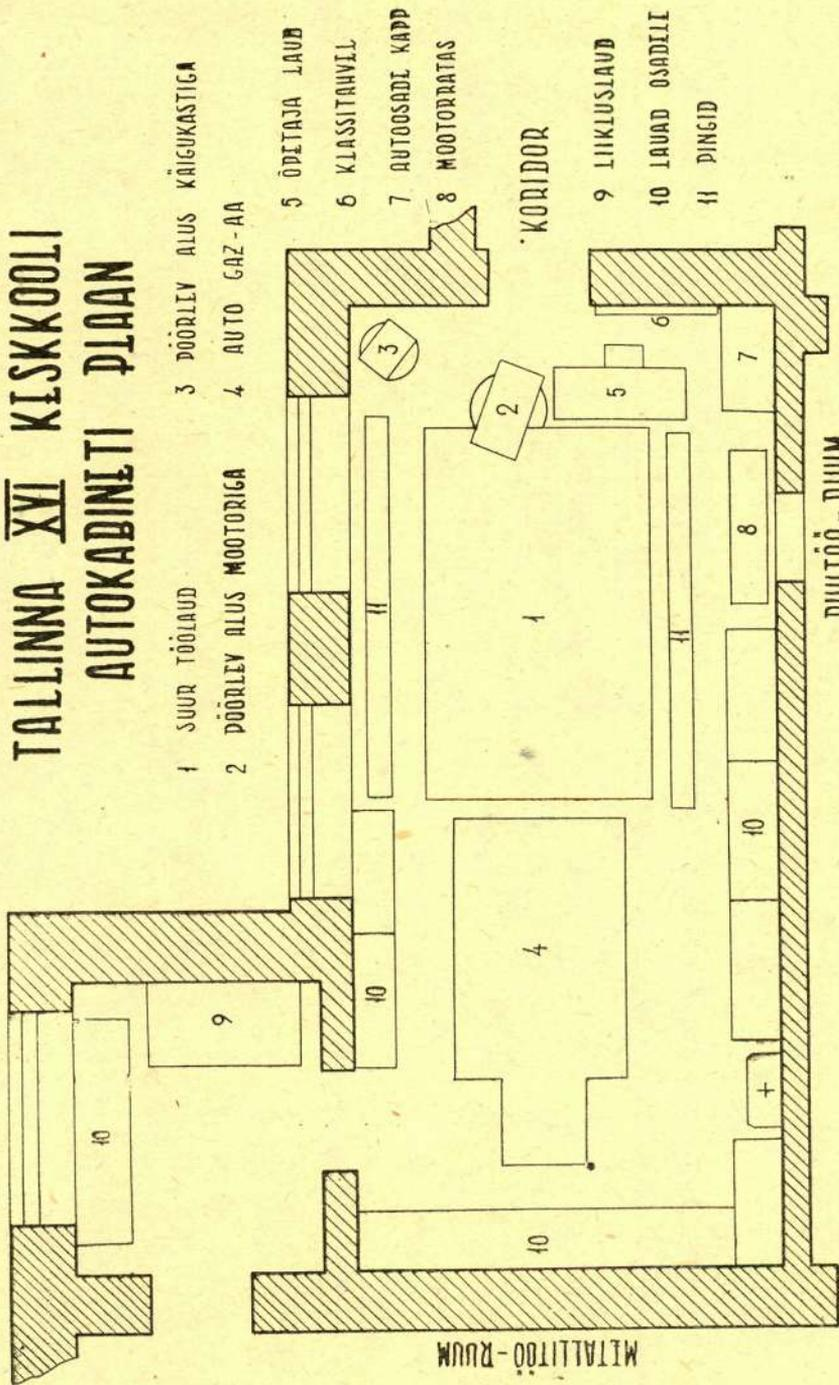 TALLINNA XVI KESKKOOLI
AUTOKABINETI PLAAN
1 SUUR TÖÖLAUD
2 PÖÖRLEV ALUS MOOTORIGA
3 PÖÖRLEV ALUS KÄIGUKASTIGA
4 AUTO GAZ-AA
5 ÕPETAJA LAUD
6 KLASSITAHVEL
7 AUTOOSADE KAPP
8 MOOTORRATAS
KORIDOR
9 LIIKLUSLAUD
10 LAUAD OSADELE
11 PINGID
10
9
10
11
3
2
10
4
1
5
6
11
7
10
8
METALLITÖÖ-RUUM
PUUTÖÖ-RUUM